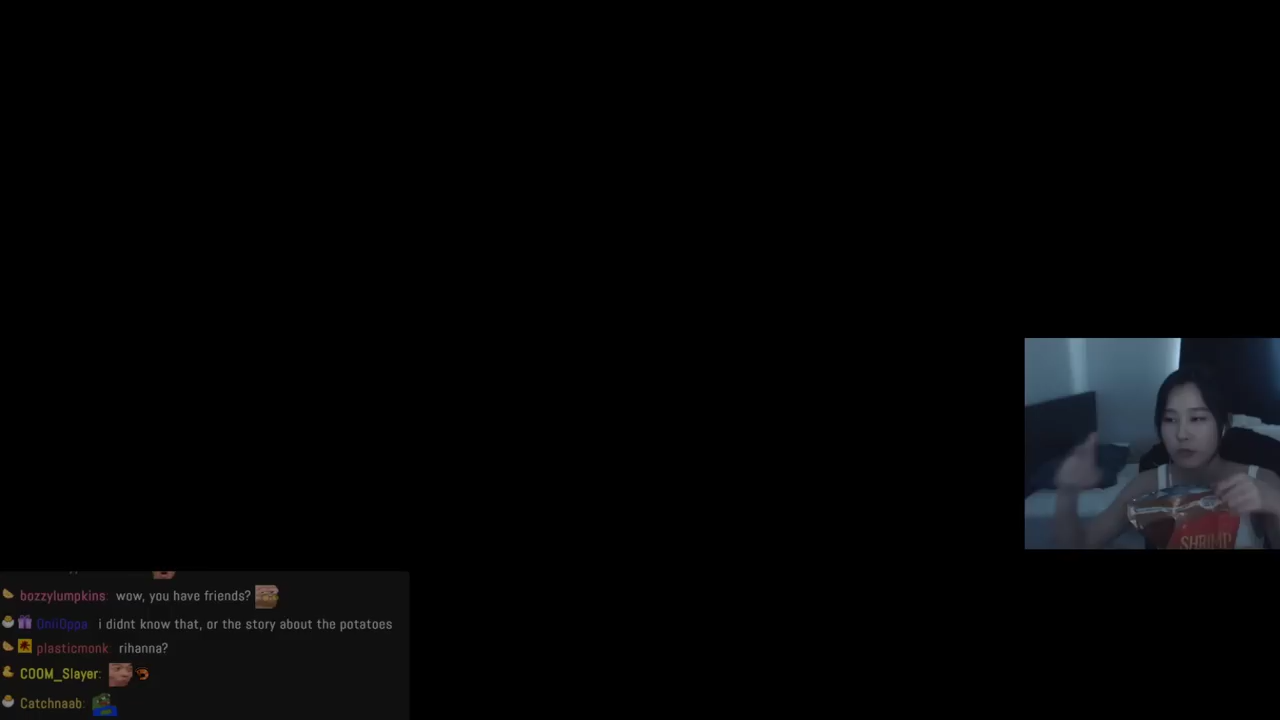 SHRIMP
bozzylumpkins: wow, you have friends?
OniiOppa: i didnt know that, or the story about the potatoes
plasticmonk: rihanna?
COOM_Slayer:
Catchnaab: